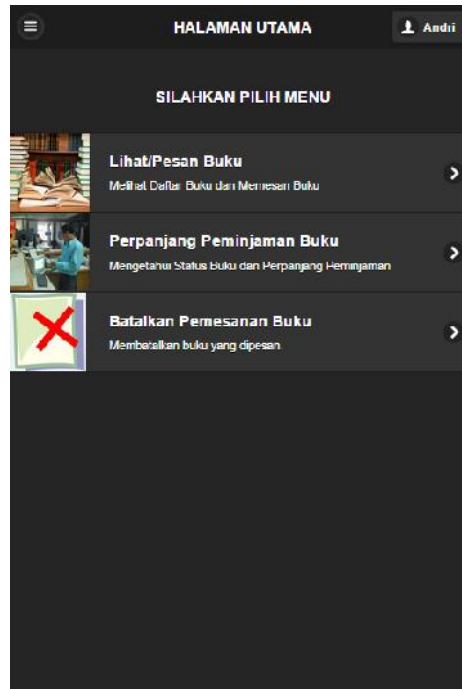 HALAMAN UTAMA
Andri
SILAHKAN PILIH MENU
Lihat/Pesan Buku
Melihat Daftar Buku dan Memesan Buku
Perpanjang Peminjaman Buku
Mengetahui Status Buku dan Perpanjang Peminjaman
Batalkan Pemesanan Buku
Membatalkan buku yang dipesan